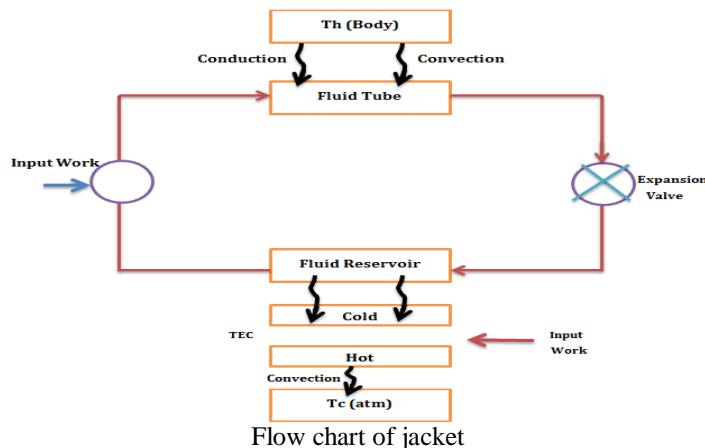 Th (Body)
Conduction
Convection
Fluid Tube
Input Work
Expansion
Valve
Fluid Reservoir
Cold
TEC
Input
Work
Hot
Convection
Tc (atm)
Flow chart of jacket